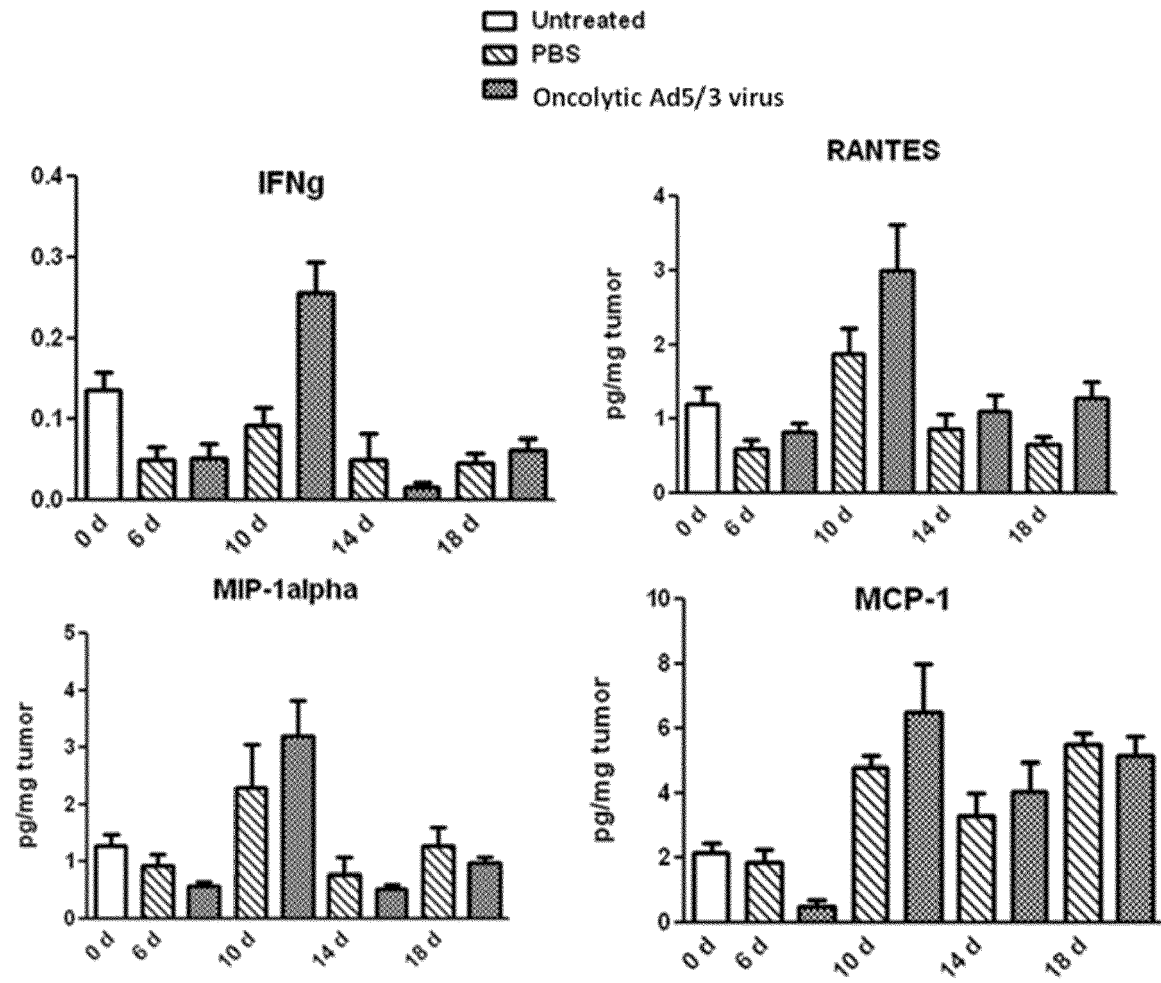 Untreated
PBS
Oncolytic Ad5/3 virus
IFNg
0.4
0.3
0.2
0.1
0.0
0 d
6 d
10 d
14 d
18 d
RANTES
pg/mg tumor
4
3
2
1
0
0 d
6 d
10 d
14 d
18 d
MIP-1alpha
pg/mg tumor
5
4
3
2
1
0
0 d
6 d
10 d
14 d
18 d
MCP-1
pg/mg tumor
10
8
6
4
2
0
0 d
6 d
10 d
14 d
18 d